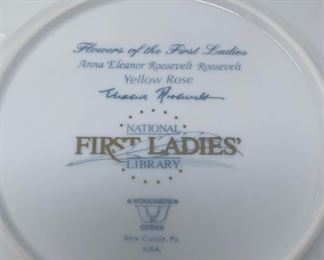 Flowers of the First Ladies
Anna Eleanor Roosevelt Roosevelt
Yellow Rose
Eleanor Roosevelt
NATIONAL
FIRST LADIES'
LIBRARY
WOODMERE
CHINA
New Castle, Pa.
U.S.A.